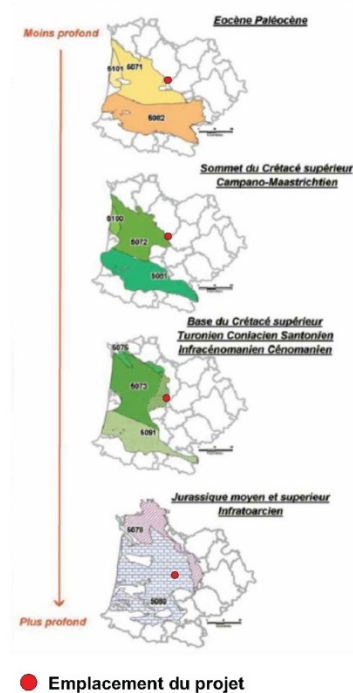 Eocène Paléocène
Moins profond
5101
5071
5082
Sommet du Crétacé supérieur
Campano-Maastrichtien
5100
5072
5081
Base du Crétacé supérieur
Turonien Coniacien Santonien
Infracénomanien Cénomanien
5075
5073
5091
Jurassique moyen et superieur
Infratoarcien
5079
5080
Plus profond
Emplacement du projet